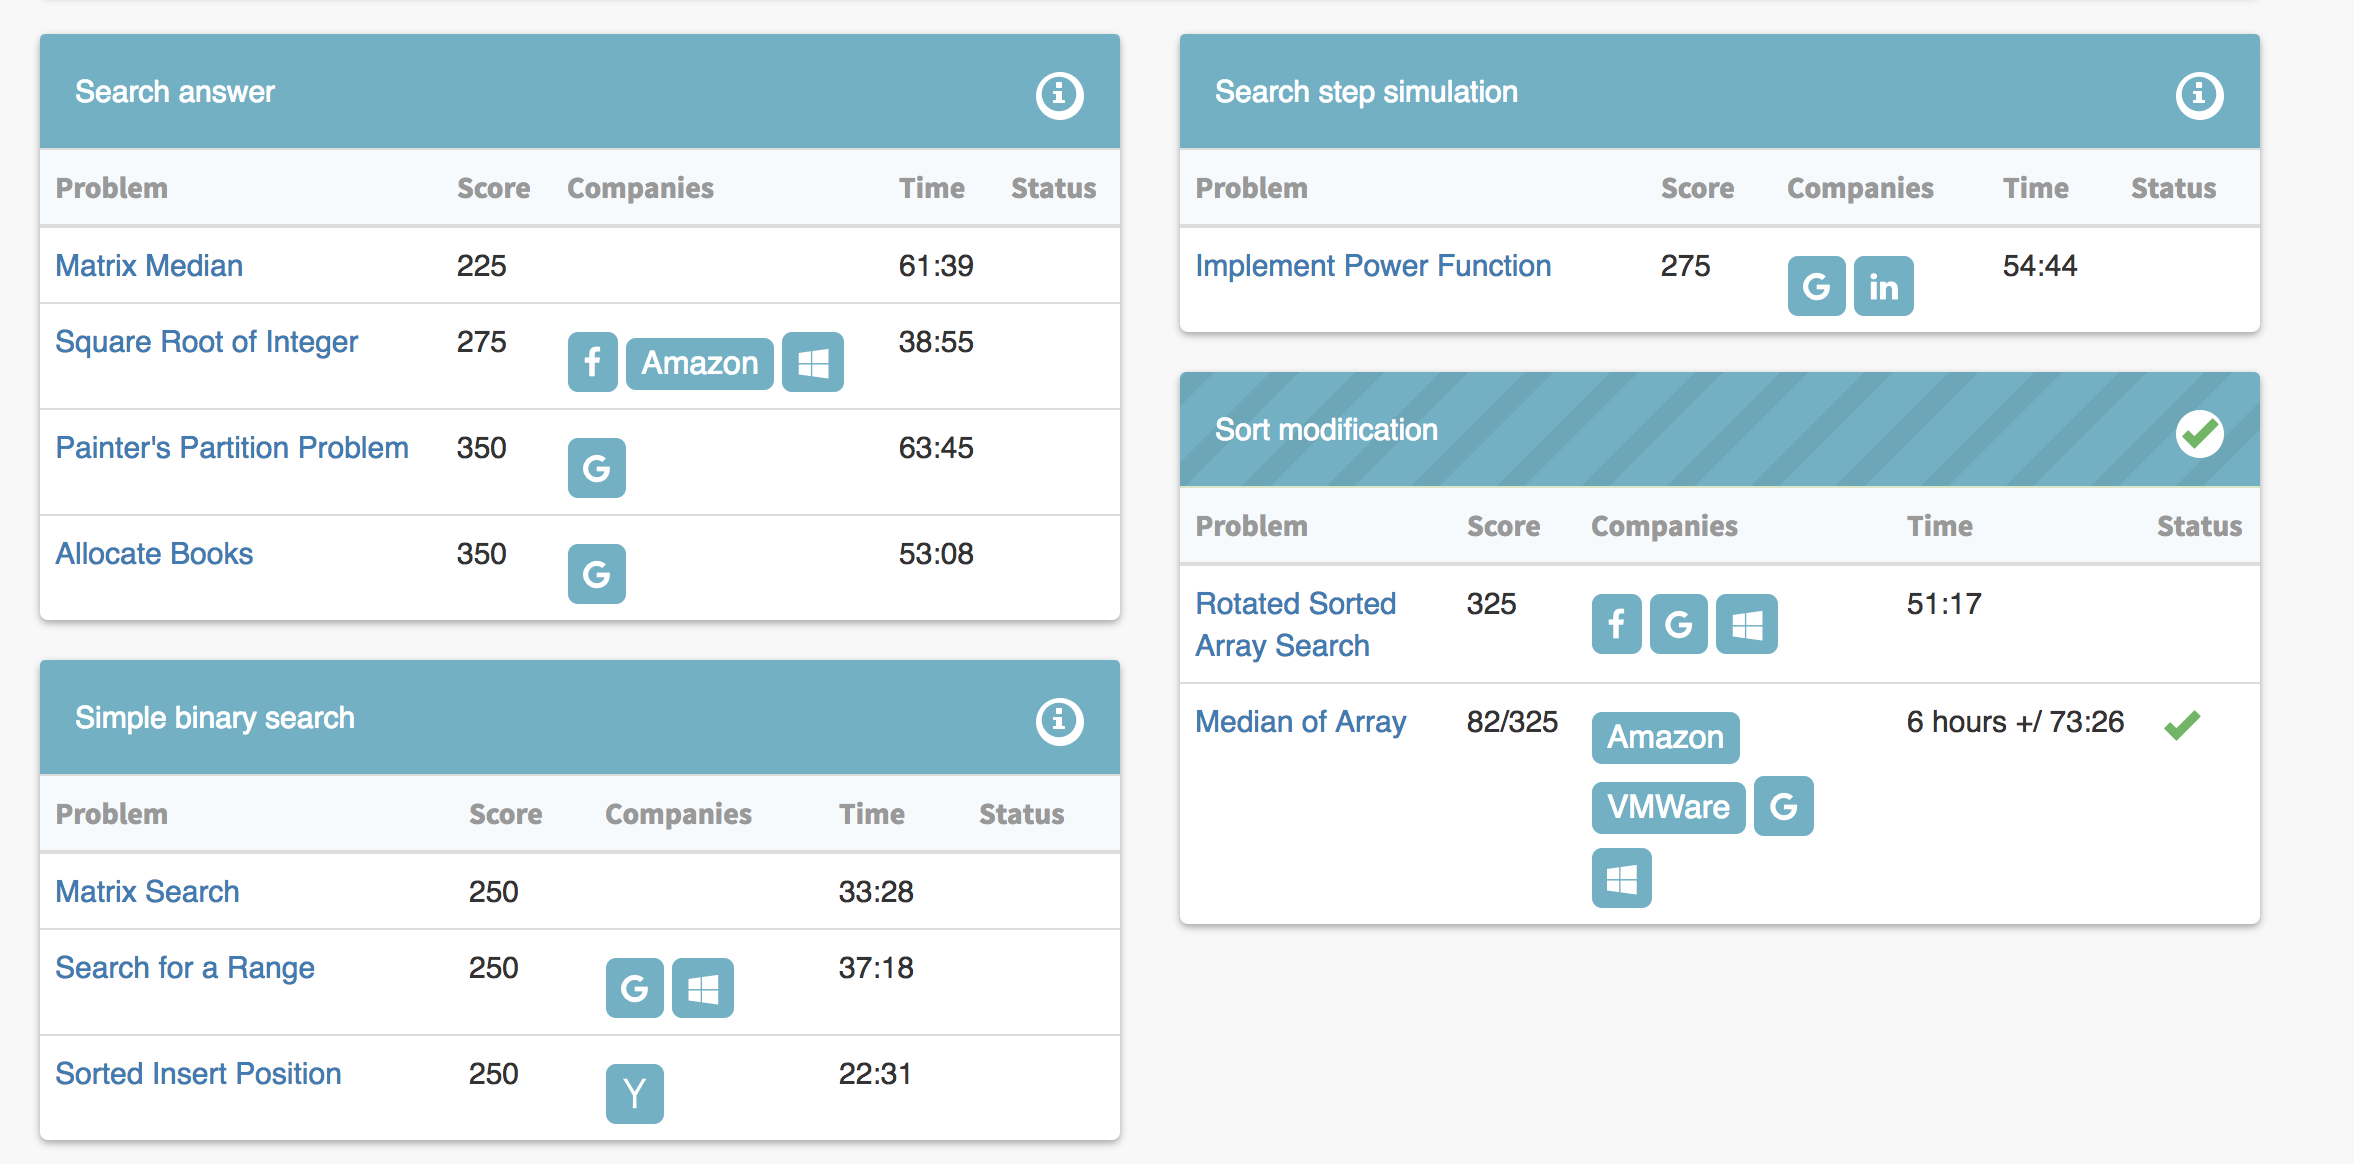 Search answer
Problem Score Companies Time Status
Matrix Median 225 61:39
Square Root of Integer 275 f Amazon 38:55
Painter's Partition Problem 350 G 63:45
Allocate Books 350 G 53:08
Simple binary search
Problem Score Companies Time Status
Matrix Search 250 33:28
Search for a Range 250 G 37:18
Sorted Insert Position 250 Y 22:31
Search step simulation
Problem Score Companies Time Status
Implement Power Function 275 G in 54:44
Sort modification
Problem Score Companies Time Status
Rotated Sorted 325 f G 51:17
Array Search
Median of Array 82/325 Amazon 6 hours +/ 73:26
VMWare G